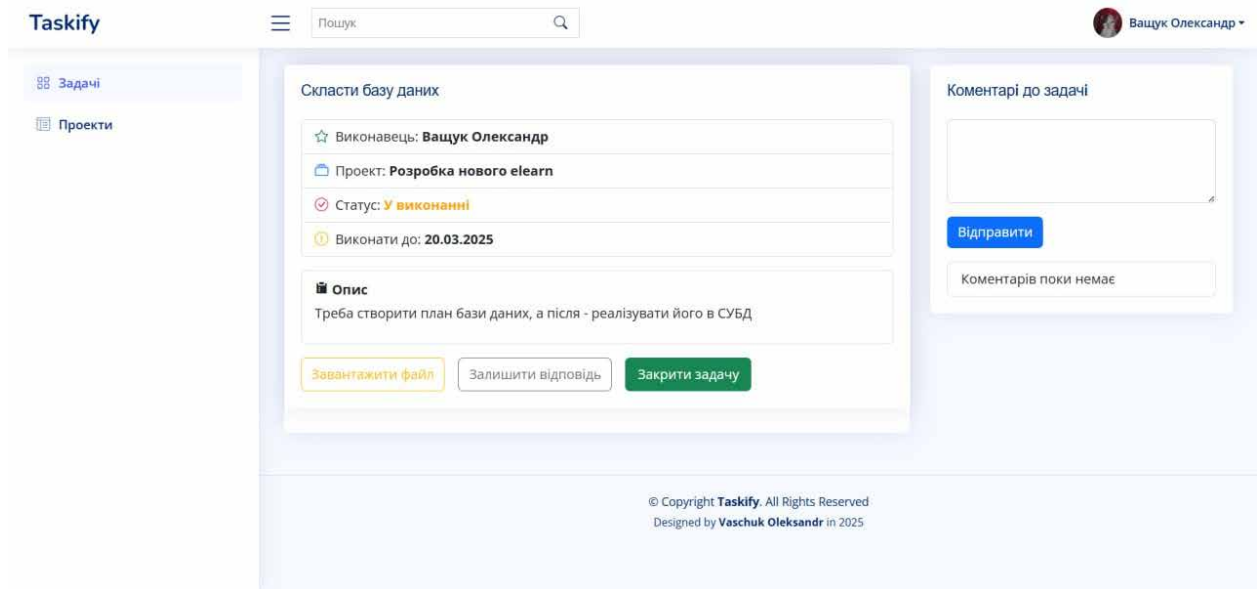 Taskify
Пошук
Ващук Олександр
Задачі
Проекти
Скласти базу даних
Виконавець: Ващук Олександр
Проект: Розробка нового elearn
Статус: У виконанні
Виконати до: 20.03.2025
Опис
Треба створити план бази даних, а після - реалізувати його в СУБД
Завантажити файл
Залишити відповідь
Закрити задачу
Коментарі до задачі
Відправити
Коментарів поки немає
© Copyright Taskify. All Rights Reserved
Designed by Vaschuk Oleksandr in 2025